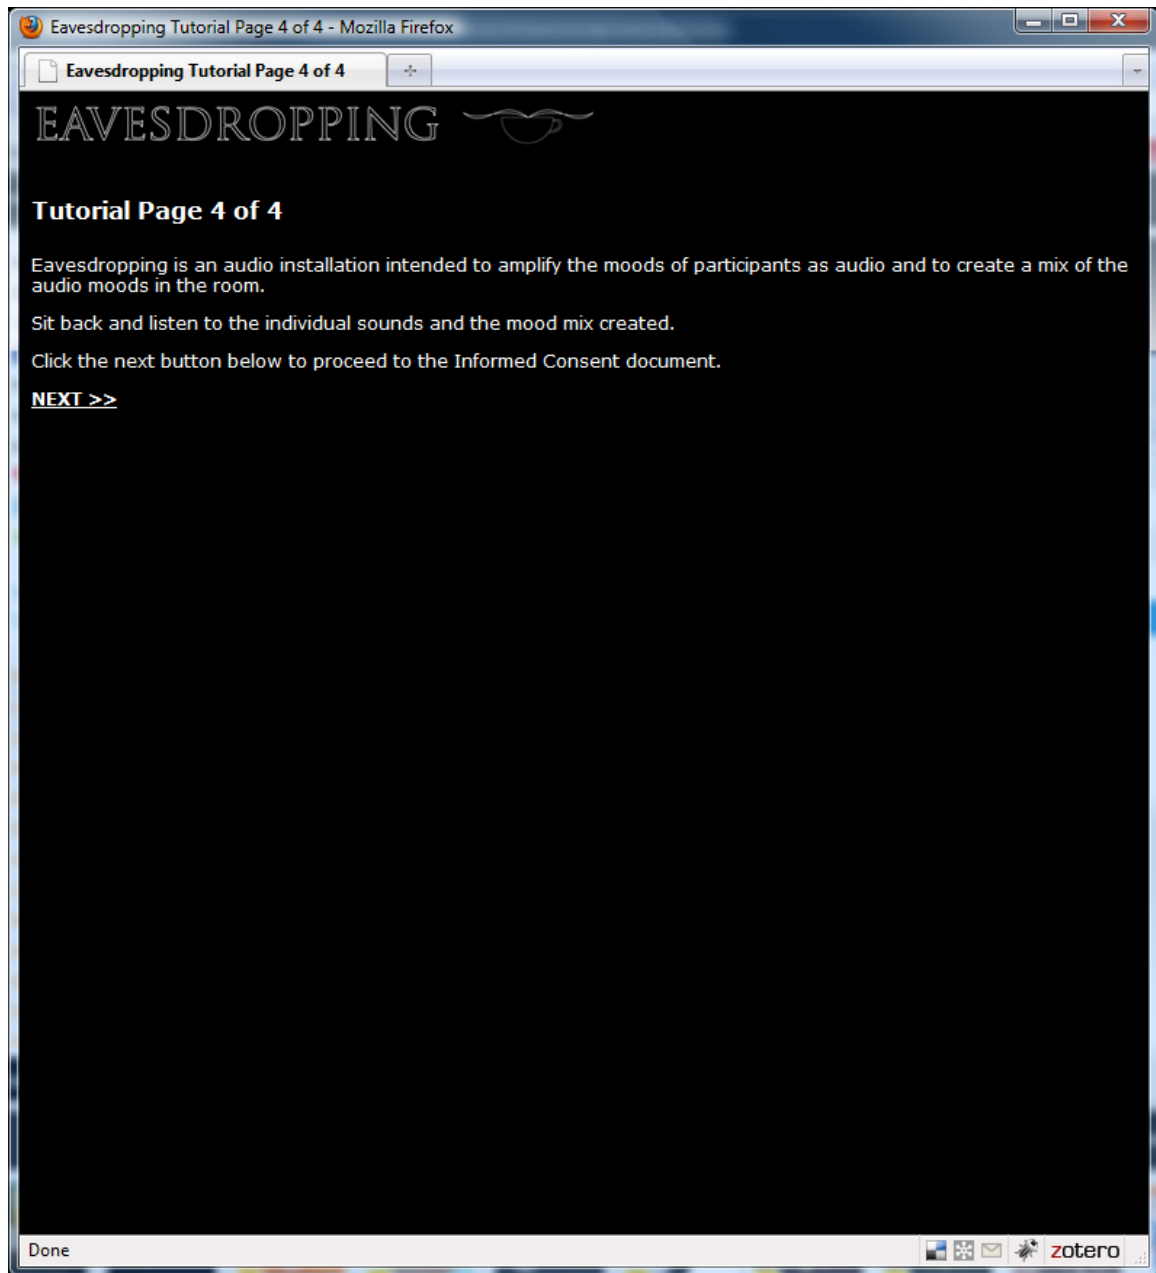 Eavesdropping Tutorial Page 4 of 4 - Mozilla Firefox
Eavesdropping Tutorial Page 4 of 4
EAVESDROPPING
Tutorial Page 4 of 4
Eavesdropping is an audio installation intended to amplify the moods of participants as audio and to create a mix of the
audio moods in the room.
Sit back and listen to the individual sounds and the mood mix created.
Click the next button below to proceed to the Informed Consent document.
NEXT >>
Done
zotero